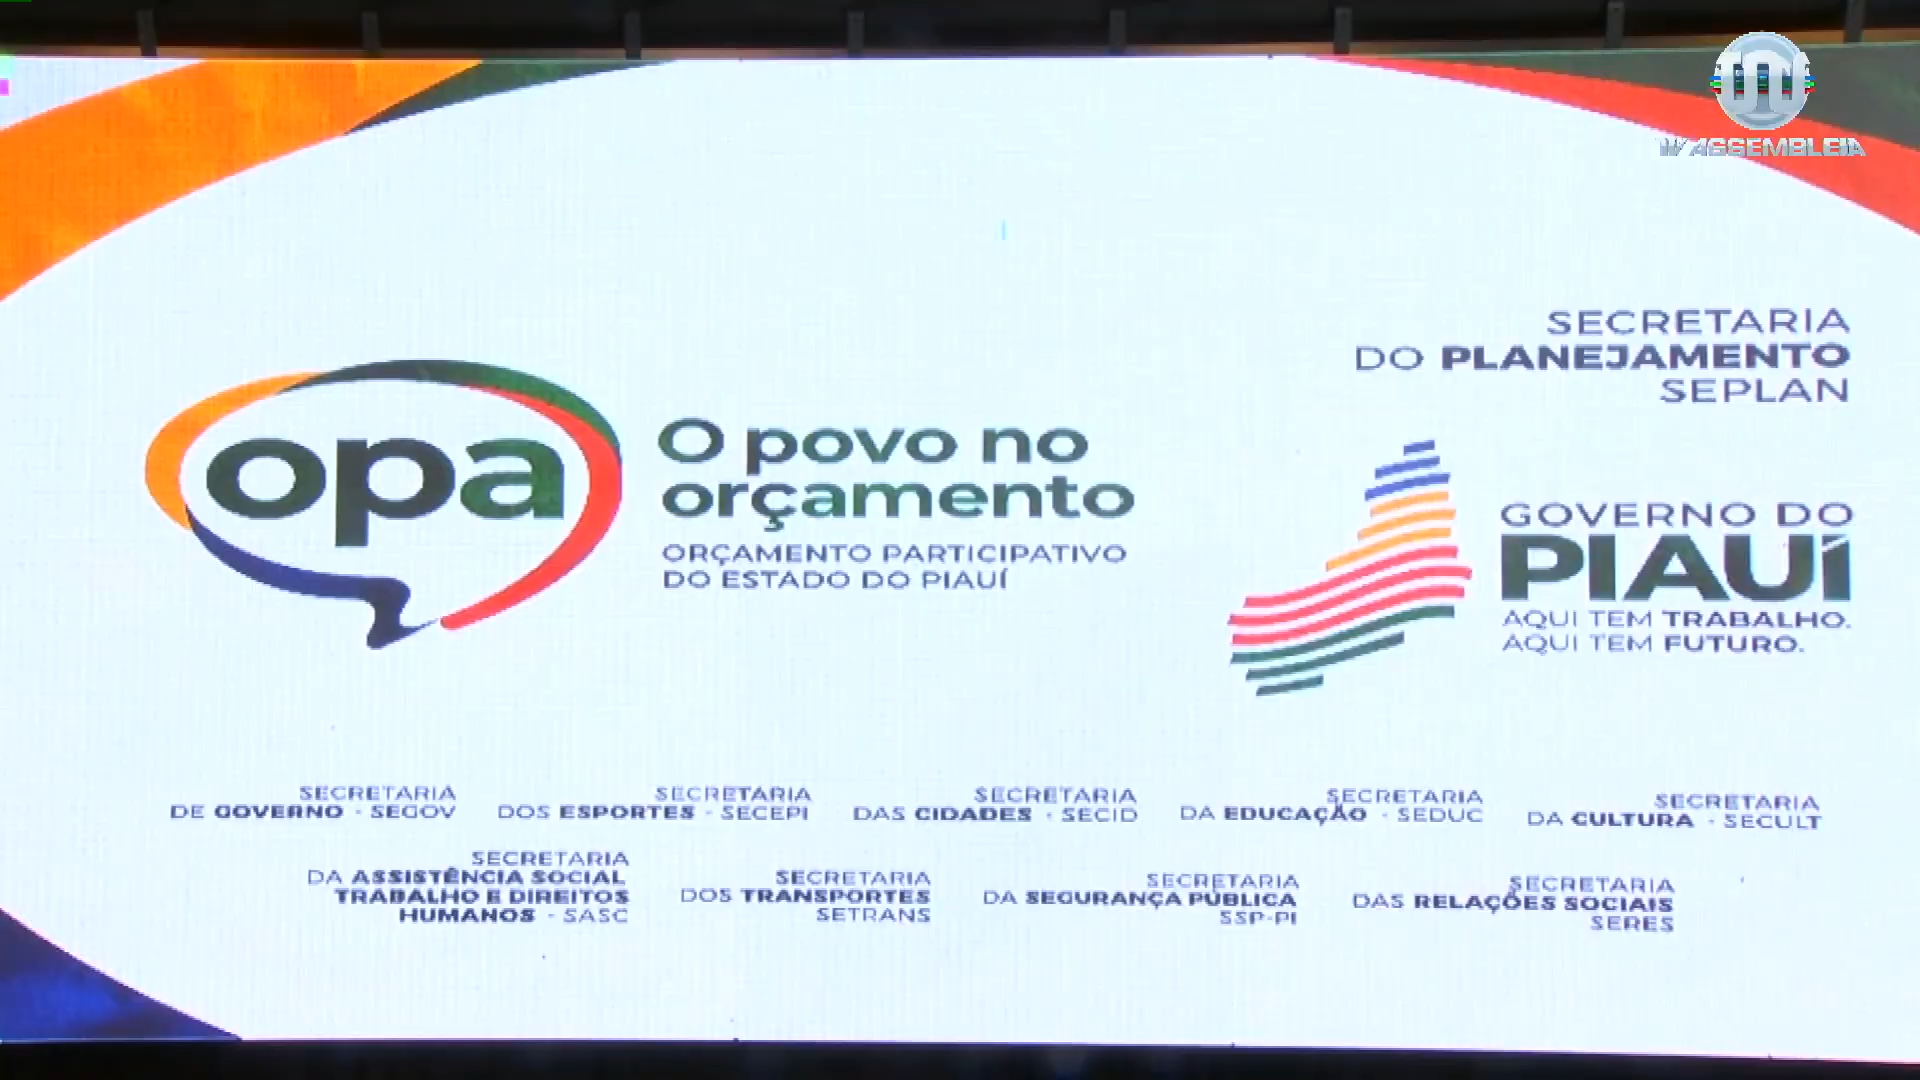 TV ASSEMBLEIA
SECRETARIA
DO PLANEJAMENTO
SEPLAN
opa
O povo no
orçamento
ORÇAMENTO PARTICIPATIVO
DO ESTADO DO PIAUÍ
GOVERNO DO
PIAUÍ
AQUI TEM TRABALHO.
AQUI TEM FUTURO.
SECRETARIA
DE GOVERNO - SEGOV
SECRETARIA
DOS ESPORTES - SECEPI
SECRETARIA
DAS CIDADES - SECID
SECRETARIA
DA EDUCAÇÃO - SEDUC
SECRETARIA
DA CULTURA - SECULT
SECRETARIA
DA ASSISTÊNCIA SOCIAL
TRABALHO E DIREITOS
HUMANOS - SASC
SECRETARIA
DOS TRANSPORTES
SETRANS
SECRETARIA
DA SEGURANÇA PÚBLICA
SSP-PI
SECRETARIA
DAS RELAÇÕES SOCIAIS
SERES